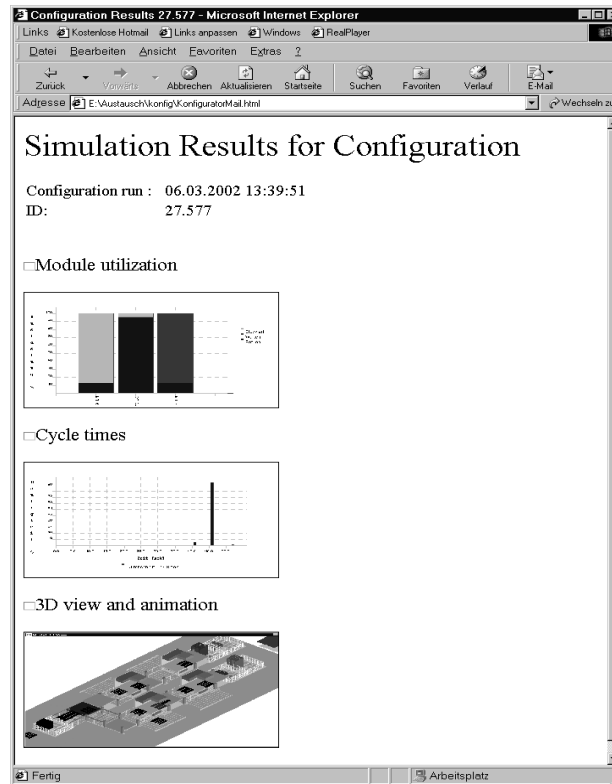 Configuration Results 27.577 - Microsoft Internet Explorer
Links Kostenlose Hotmail Links anpassen Windows RealPlayer
Datei Bearbeiten Ansicht Favoriten Extras ?
Zurück Vorwärts Abbrechen Aktualisieren Startseite Suchen Favoriten Verlauf E-Mail
Adresse E:\Austausch\konfig\KonfiguratorMail.html Wechseln zu
Simulation Results for Configuration
Configuration run : 06.03.2002 13:39:51
ID: 27.577
Module utilization
Cycle times
3D view and animation
Fertig Arbeitsplatz